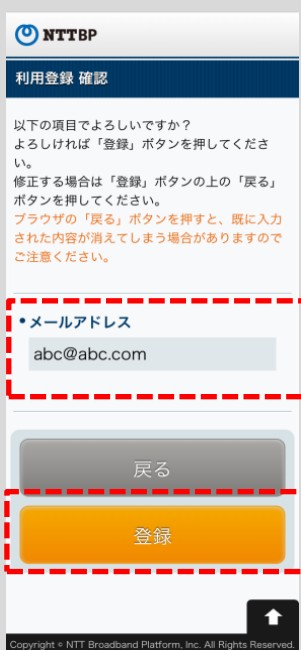 NTTBP
利用登録 確認
以下の項目でよろしいですか？
よろしければ「登録」ボタンを押してくださ
い。
修正する場合は「登録」ボタンの上の「戻る」
ボタンを押してください。
ブラウザの「戻る」ボタンを押すと、既に入力
された内容が消えてしまう場合がありますので
ご注意ください。
•メールアドレス
abc@abc.com
戻る
登録
Copyright © NTT Broadband Platform, Inc. All Rights Reserved.